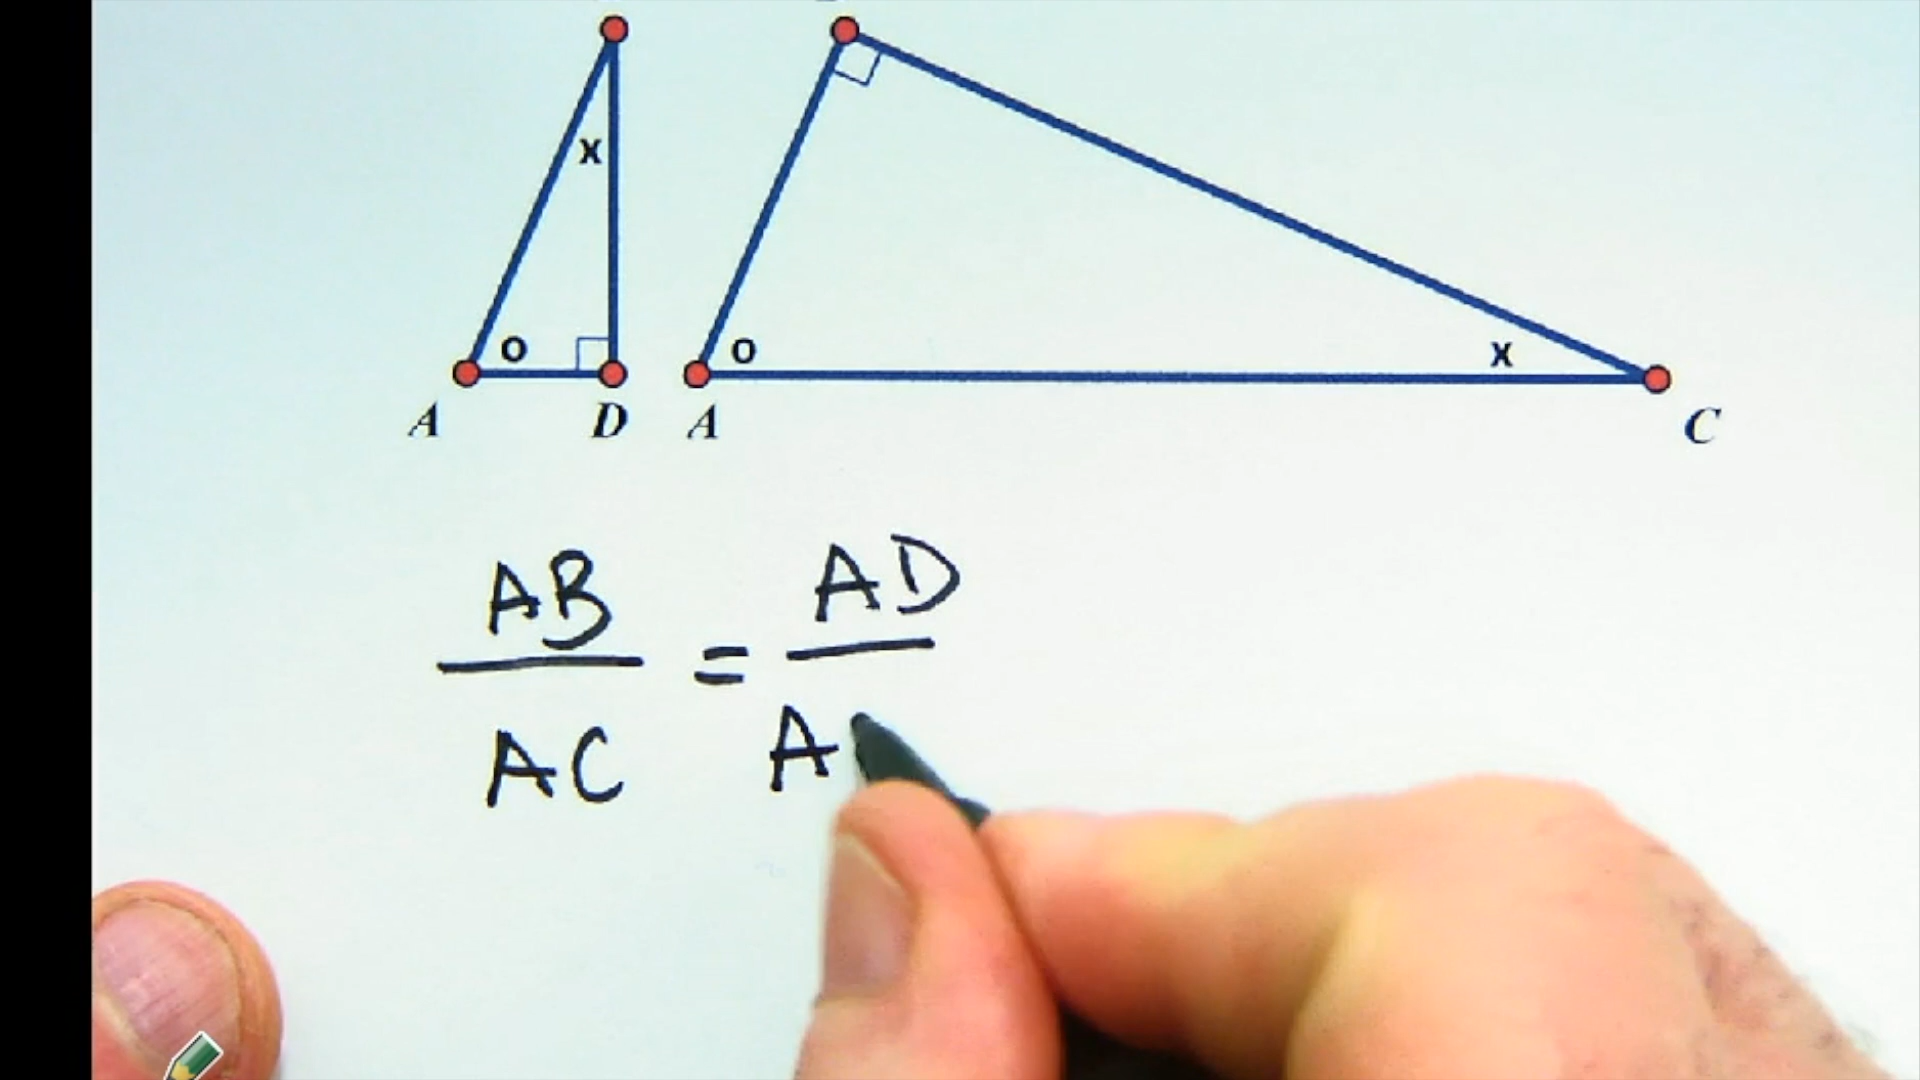 x
o o x
A D A C
AB = AD
AC A